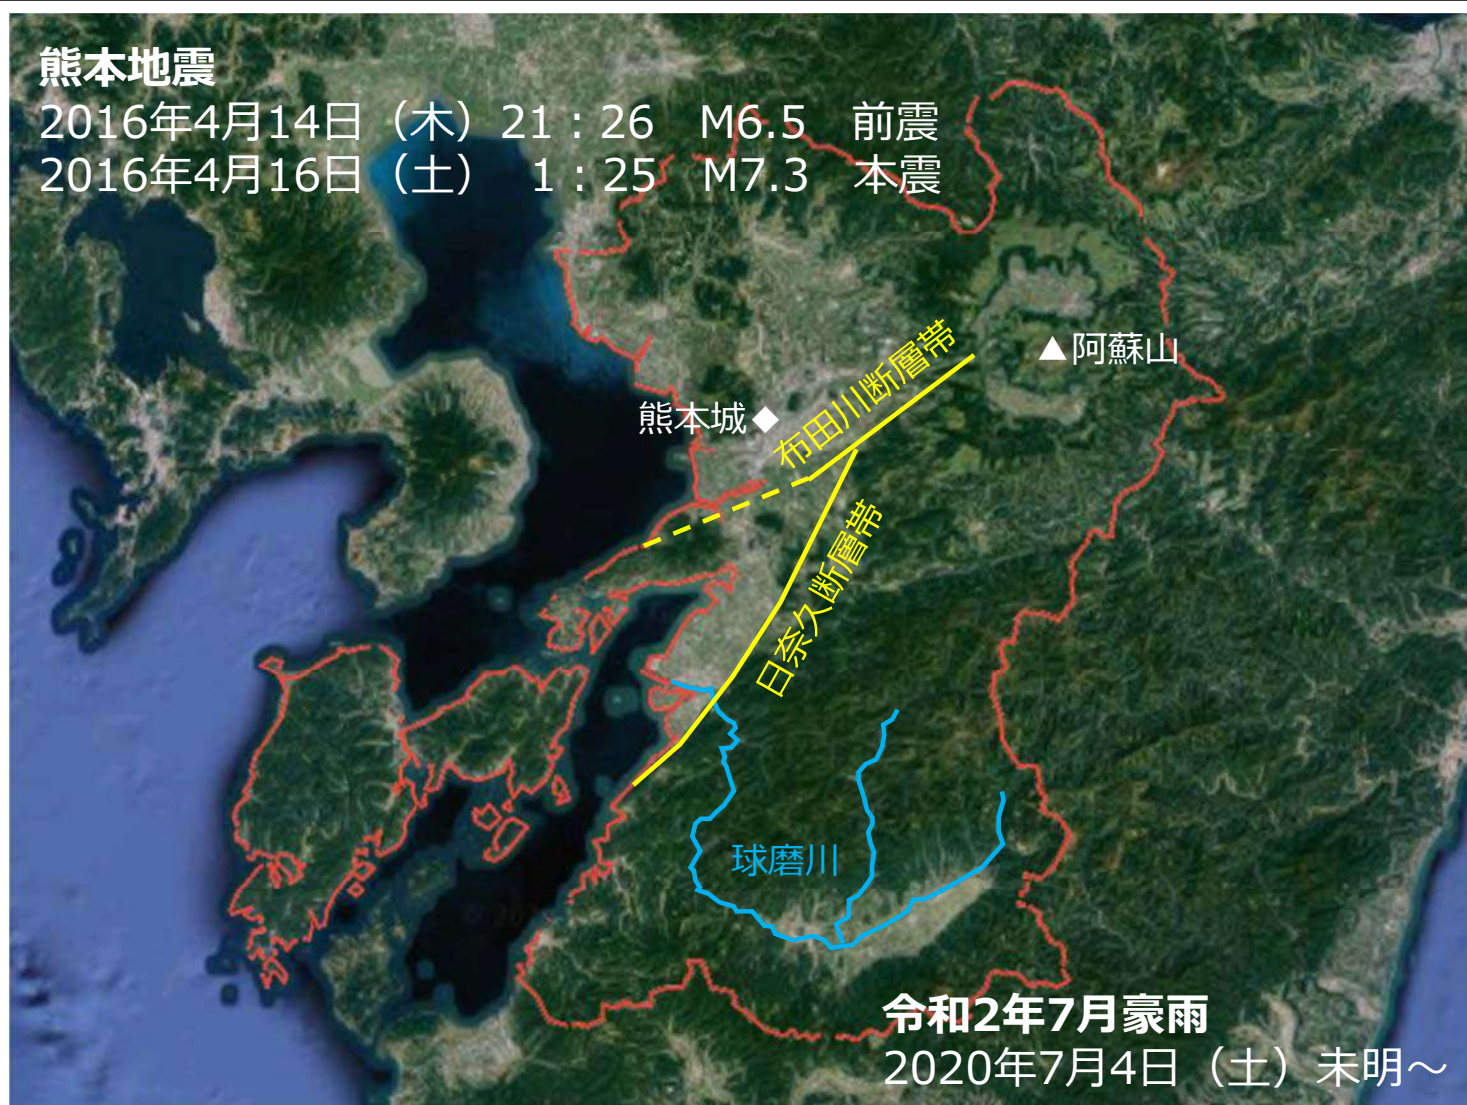 熊本地震
2016年4月14日（木）21：26　M6.5　前震
2016年4月16日（土）　1：25　M7.3　本震
▲阿蘇山
布田川断層帯
熊本城◆
日奈久断層帯
球磨川
令和2年7月豪雨
2020年7月4日（土）未明～